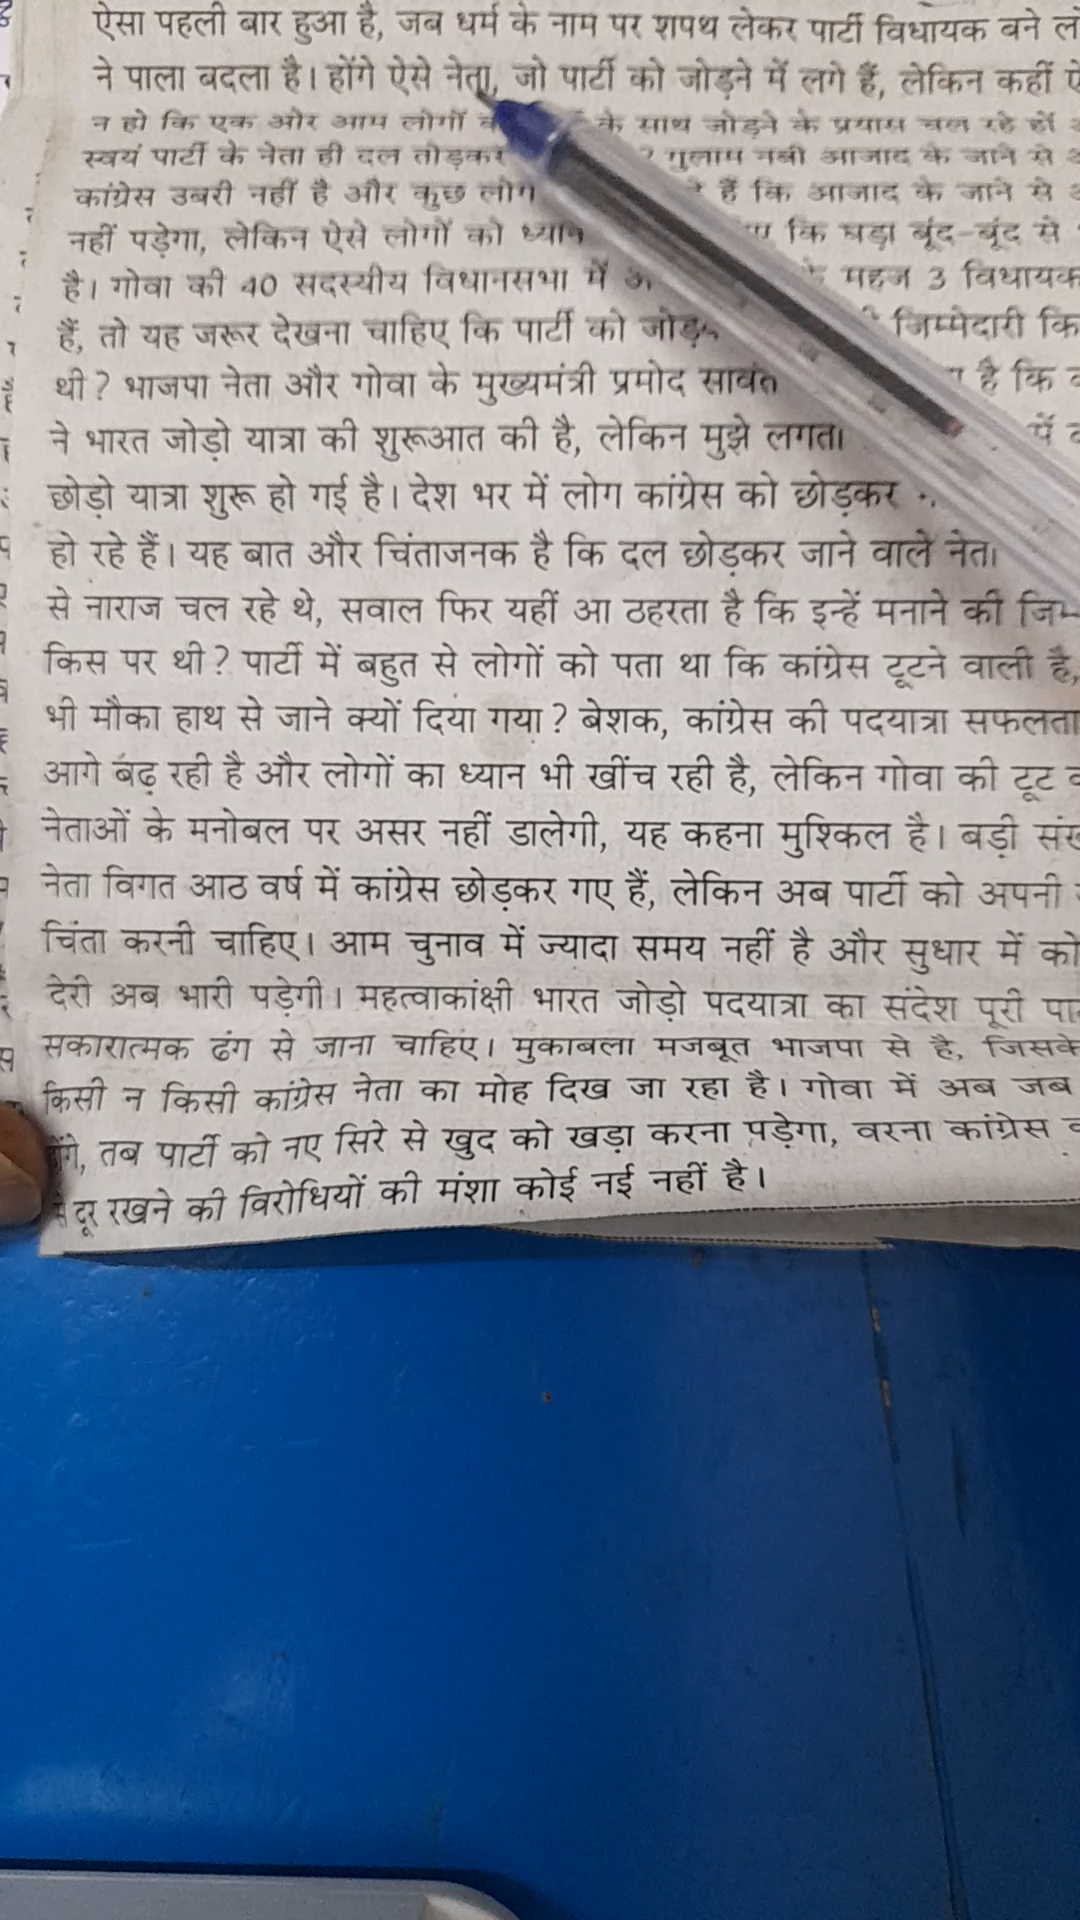 ऐसा पहली बार हुआ है, जब धर्म के नाम पर शपथ लेकर पार्टी विधायक बने
ने पाला बदला है। होंगे ऐसे नेता, जो पार्टी को जोड़ने में लगे हैं, लेकिन कहीं
न हो कि एक ओर आम लोगों के साथ जोड़ने के प्रयास चल रहे हों
स्वयं पार्टी के नेता ही दल तोड़कर ? गुलाम नबी आजाद के जाने से
कांग्रेस उबरी नहीं है और कुछ लोग हैं कि आजाद के जाने से
नहीं पड़ेगा, लेकिन ऐसे लोगों को ध्यान कि घड़ा बूंद-बूंद से
है। गोवा की 40 सदस्यीय विधानसभा में महज 3 विधायक
हैं, तो यह जरूर देखना चाहिए कि पार्टी को जिम्मेदारी
थी? भाजपा नेता और गोवा के मुख्यमंत्री प्रमोद सावंत है कि
ने भारत जोड़ो यात्रा की शुरूआत की है, लेकिन मुझे लगता
छोड़ो यात्रा शुरू हो गई है। देश भर में लोग कांग्रेस को छोड़कर
हो रहे हैं। यह बात और चिंताजनक है कि दल छोड़कर जाने वाले नेता
से नाराज चल रहे थे, सवाल फिर यहीं आ ठहरता है कि इन्हें मनाने की
किस पर थी? पार्टी में बहुत से लोगों को पता था कि कांग्रेस टूटने वाली है,
भी मौका हाथ से जाने क्यों दिया गया? बेशक, कांग्रेस की पदयात्रा सफलता
आगे बढ़ रही है और लोगों का ध्यान भी खींच रही है, लेकिन गोवा की टूट
नेताओं के मनोबल पर असर नहीं डालेगी, यह कहना मुश्किल है। बड़ी
नेता विगत आठ वर्ष में कांग्रेस छोड़कर गए हैं, लेकिन अब पार्टी को अपनी
चिंता करनी चाहिए। आम चुनाव में ज्यादा समय नहीं है और सुधार में
देरी अब भारी पड़ेगी। महत्वाकांक्षी भारत जोड़ो पदयात्रा का संदेश पूरी
सकारात्मक ढंग से जाना चाहिए। मुकाबला मजबूत भाजपा से है, जिसके
किसी न किसी कांग्रेस नेता का मोह दिख जा रहा है। गोवा में अब जब
तब पार्टी को नए सिरे से खुद को खड़ा करना पड़ेगा, वरना कांग्रेस
दूर रखने की विरोधियों की मंशा कोई नई नहीं है।